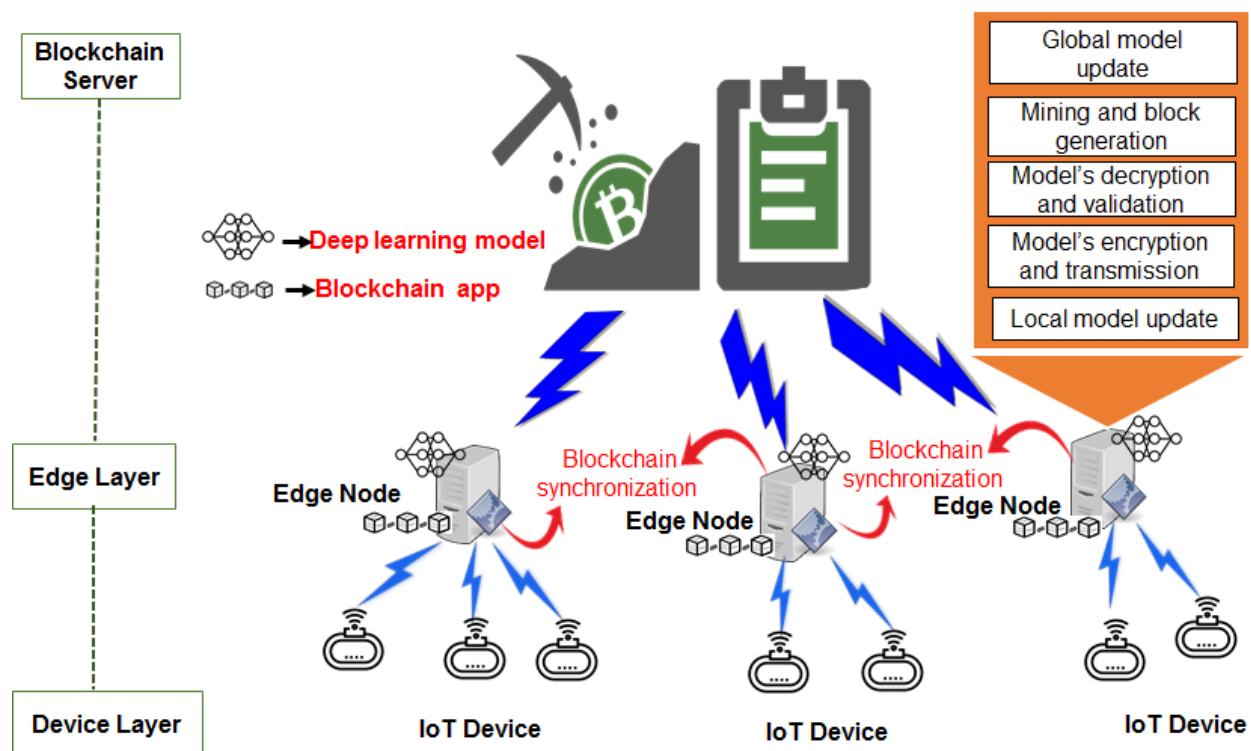 Blockchain
Server
Global model
update
Mining and block
generation
Model's decryption
and validation
Model's encryption
and transmission
Local model update
Deep learning model
Blockchain app
B
Edge Layer
Edge Node
Blockchain
synchronization
Edge Node
Blockchain
synchronization
Edge Node
Device Layer
IoT Device
IoT Device
IoT Device